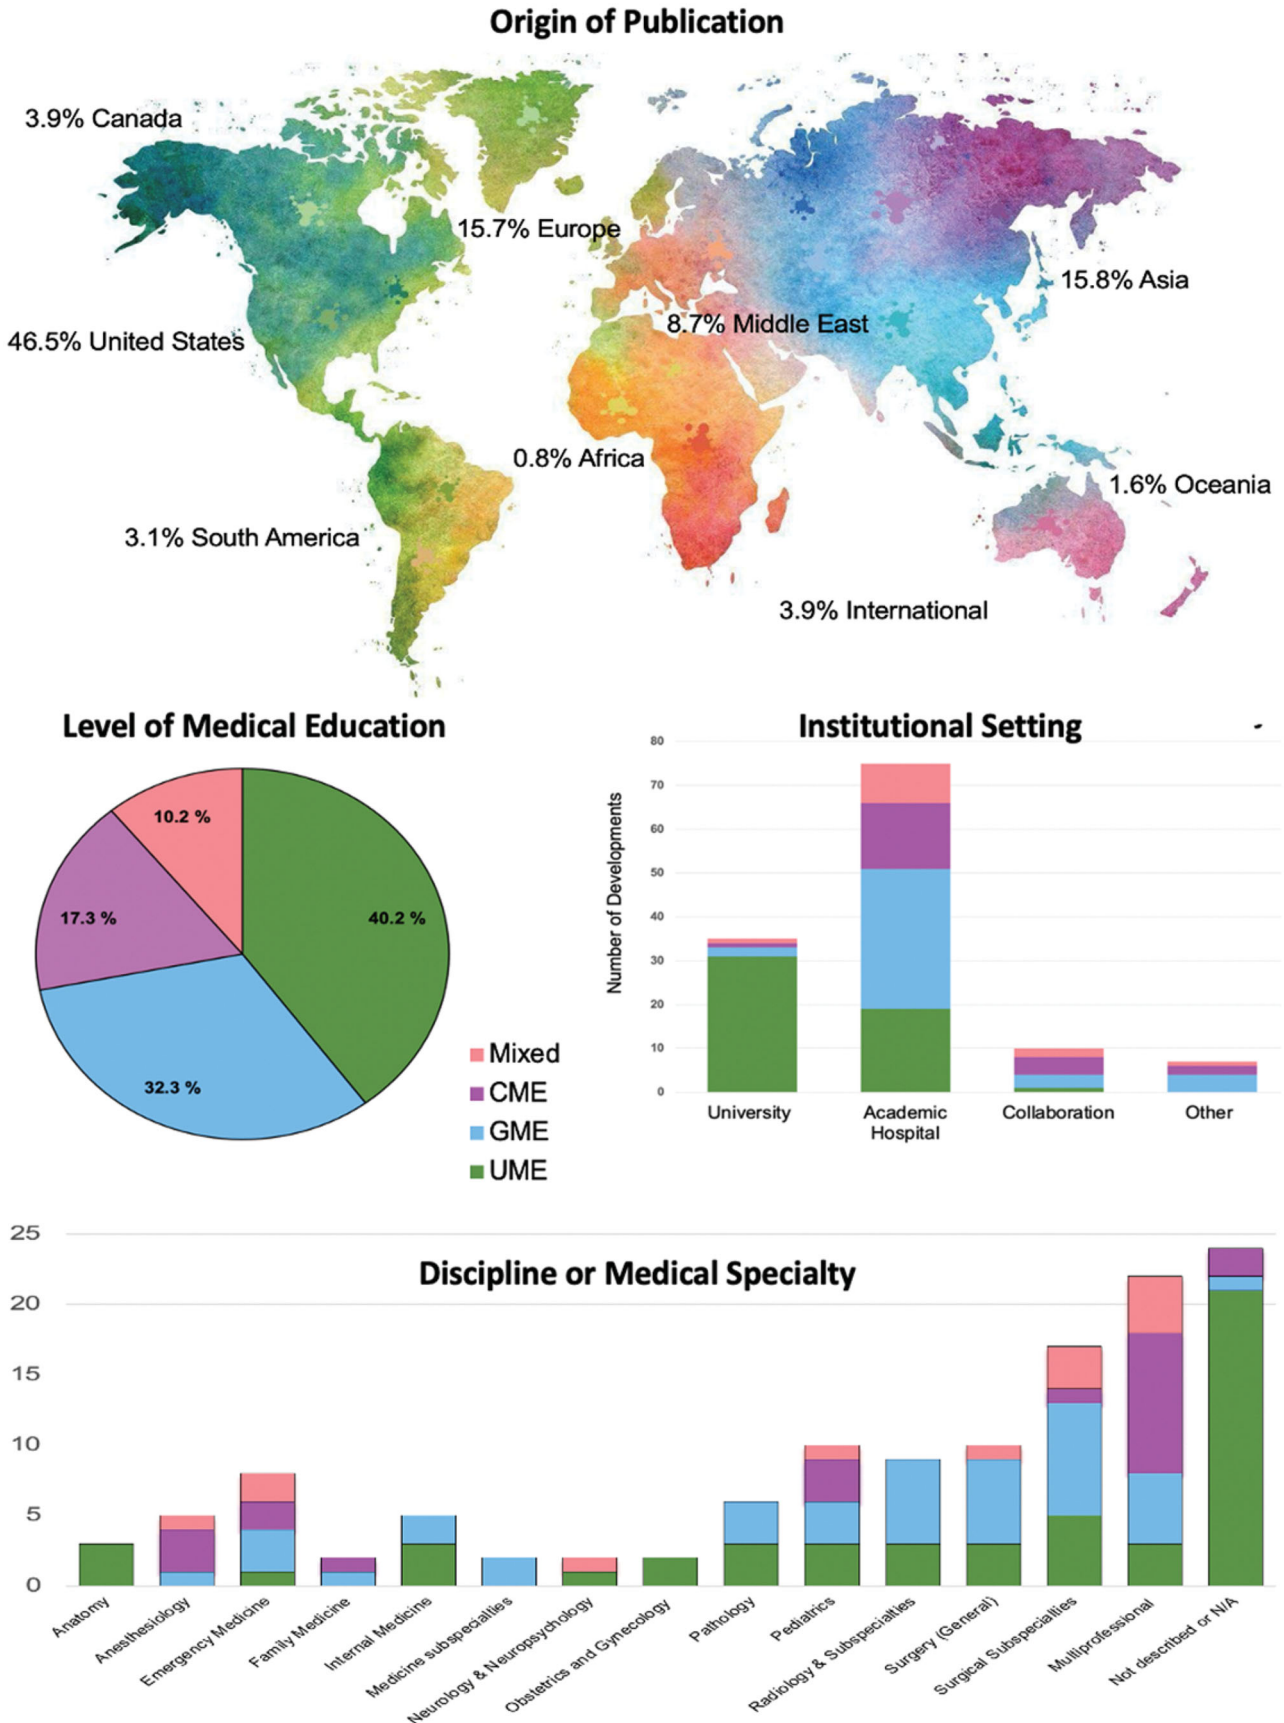 Origin of Publication
3.9% Canada
15.7% Europe
15.8% Asia
8.7% Middle East
46.5% United States
0.8% Africa
1.6% Oceania
3.1% South America
3.9% International
Level of Medical Education
10.2 %
17.3 %
40.2 %
32.3 %
Mixed
CME
GME
UME
Institutional Setting
Number of Developments
80
70
60
50
40
30
20
10
0
University
Academic
Hospital
Collaboration
Other
Discipline or Medical Specialty
25
20
15
10
5
0
Anatomy
Anesthesiology
Emergency Medicine
Family Medicine
Internal Medicine
Medicine subspecialties
Neurology & Neuropsychology
Obstetrics and Gynecology
Pathology
Pediatrics
Radiology & Subspecialties
Surgery (General)
Surgical Subspecialties
Multiprofessional
Not described or N/A